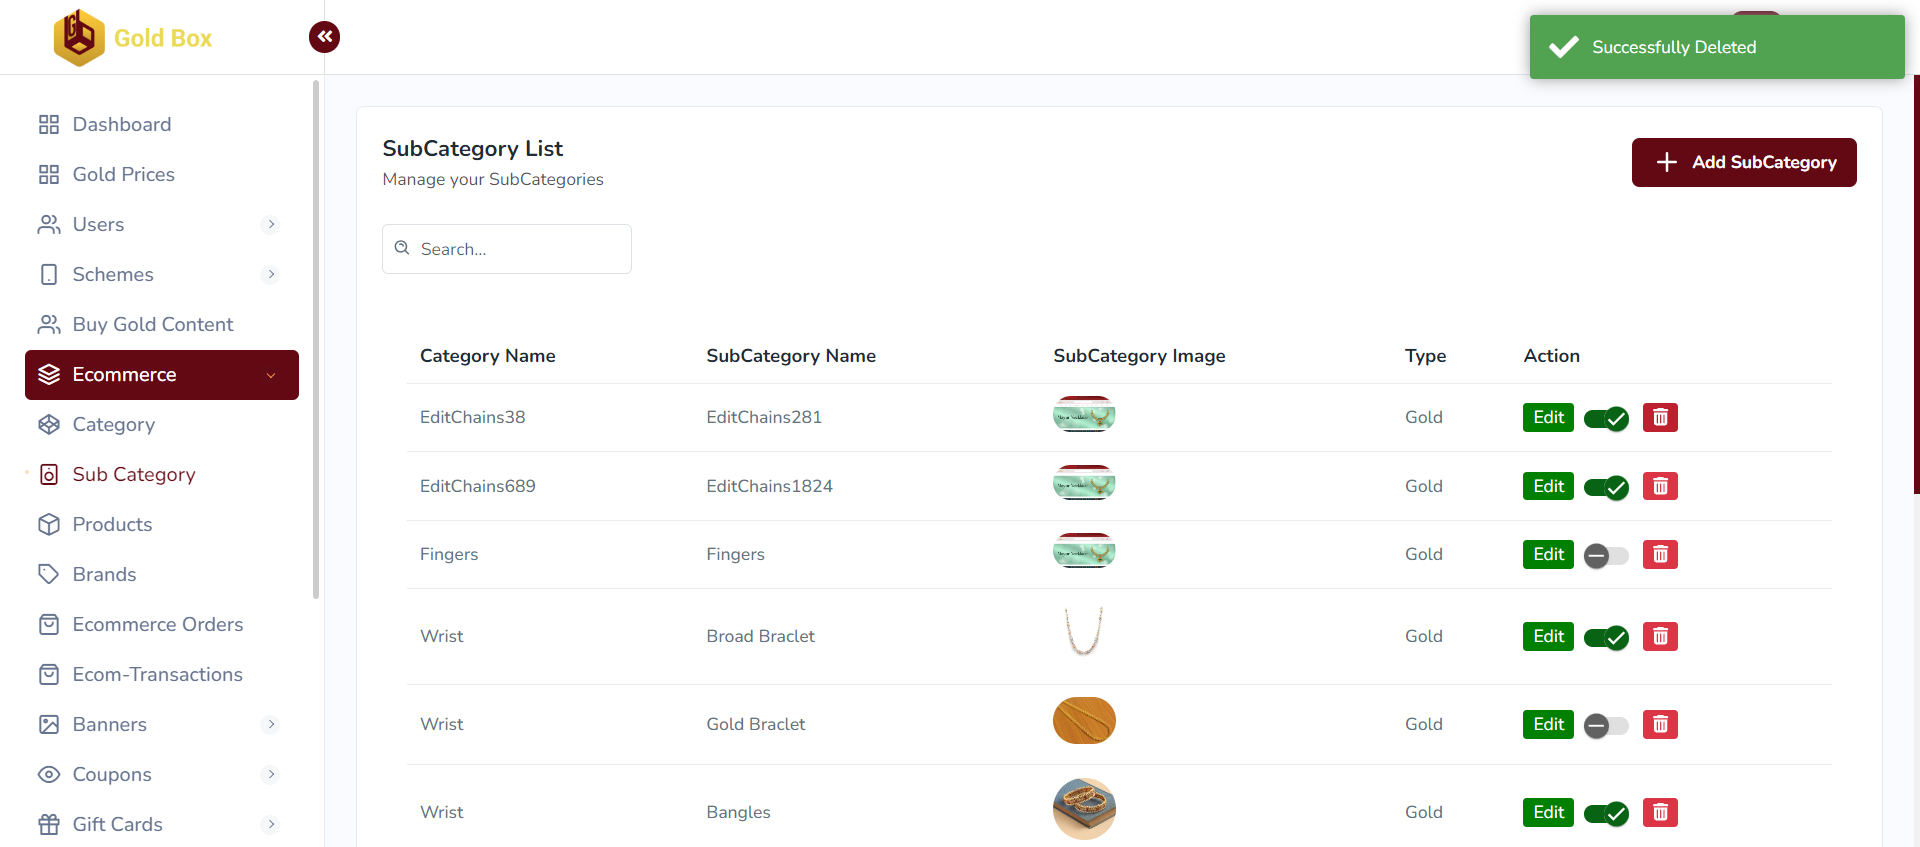 Gold Box
Successfully Deleted
Dashboard
Gold Prices
Users
Schemes
Buy Gold Content
Ecommerce
Category
Sub Category
Products
Brands
Ecommerce Orders
Ecom-Transactions
Banners
Coupons
Gift Cards
SubCategory List
Manage your SubCategories
Add SubCategory
Search...
Category Name SubCategory Name SubCategory Image Type Action
EditChains38 EditChains281 Gold Edit
EditChains689 EditChains1824 Gold Edit
Fingers Fingers Gold Edit
Wrist Broad Braclet Gold Edit
Wrist Gold Braclet Gold Edit
Wrist Bangles Gold Edit